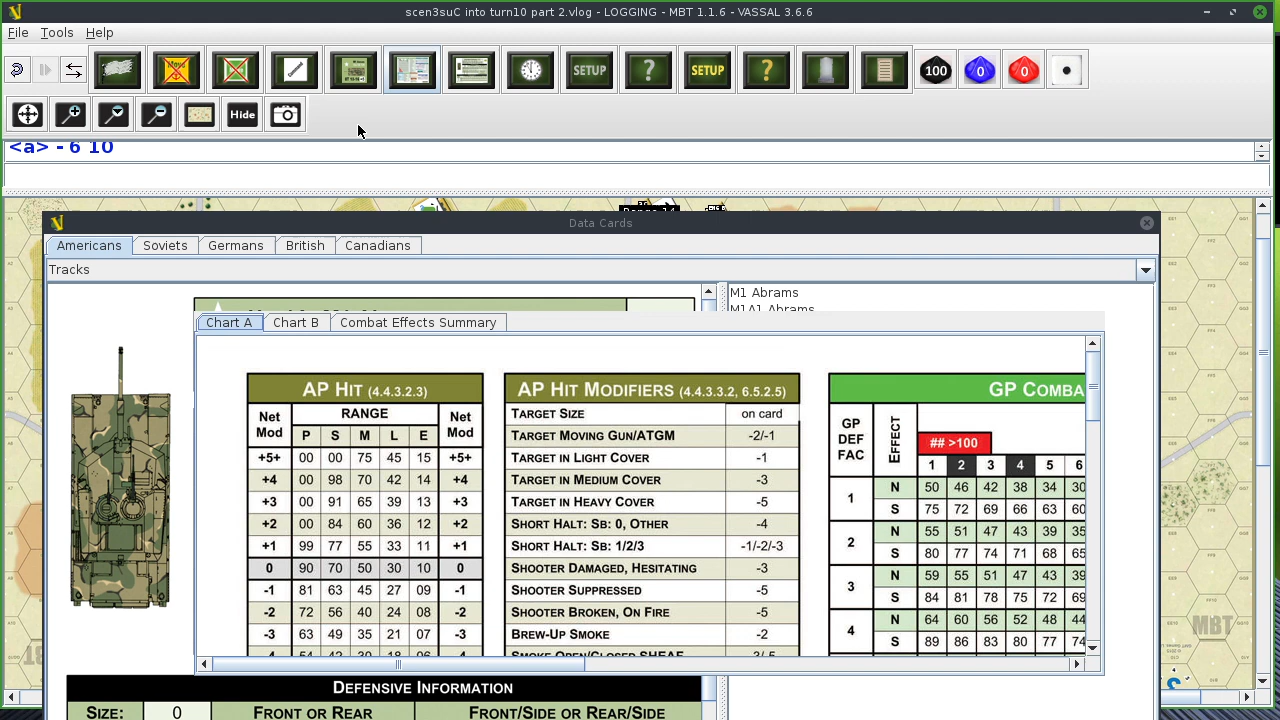 scen3suC into turn10 part 2.vlog - LOGGING - MBT 1.1.6 - VASSAL 3.6.6
File Tools Help
SETUP ? SETUP ? 100 0 0
Hide
<a> - 6 10
Data Cards
Americans Soviets Germans British Canadians
Tracks
M1 Abrams
M1A1 Abrams
Chart A Chart B Combat Effects Summary
AP HIT (4.4.3.2.3)
Net Mod RANGE Net Mod
P S M L E
+5+ 00 00 75 45 15 +5+
+4 00 98 70 42 14 +4
+3 00 91 65 39 13 +3
+2 00 84 60 36 12 +2
+1 99 77 55 33 11 +1
0 90 70 50 30 10 0
-1 81 63 45 27 09 -1
-2 72 56 40 24 08 -2
-3 63 49 35 21 07 -3
AP HIT MODIFIERS (4.4.3.3.2, 6.5.2.5)
TARGET SIZE on card
TARGET MOVING GUN/ATGM -2/-1
TARGET IN LIGHT COVER -1
TARGET IN MEDIUM COVER -3
TARGET IN HEAVY COVER -5
SHORT HALT: SB: 0, OTHER -4
SHORT HALT: SB: 1/2/3 -1/-2/-3
SHOOTER DAMAGED, HESITATING -3
SHOOTER SUPPRESSED -5
SHOOTER BROKEN, ON FIRE -5
BREW-UP SMOKE -2
GP COMBA
GP DEF FAC EFFECT ## >100
1 2 3 4 5 6
1 N 50 46 42 38 34 30
S 75 72 69 66 63 60
2 N 55 51 47 43 39 35
S 80 77 74 71 68 65
3 N 59 55 51 47 43 39
S 84 81 78 75 72 69
4 N 64 60 56 52 48 44
S 89 86 83 80 77 74
MBT
DEFENSIVE INFORMATION
SIZE: 0 FRONT OR REAR FRONT/SIDE OR REAR/SIDE